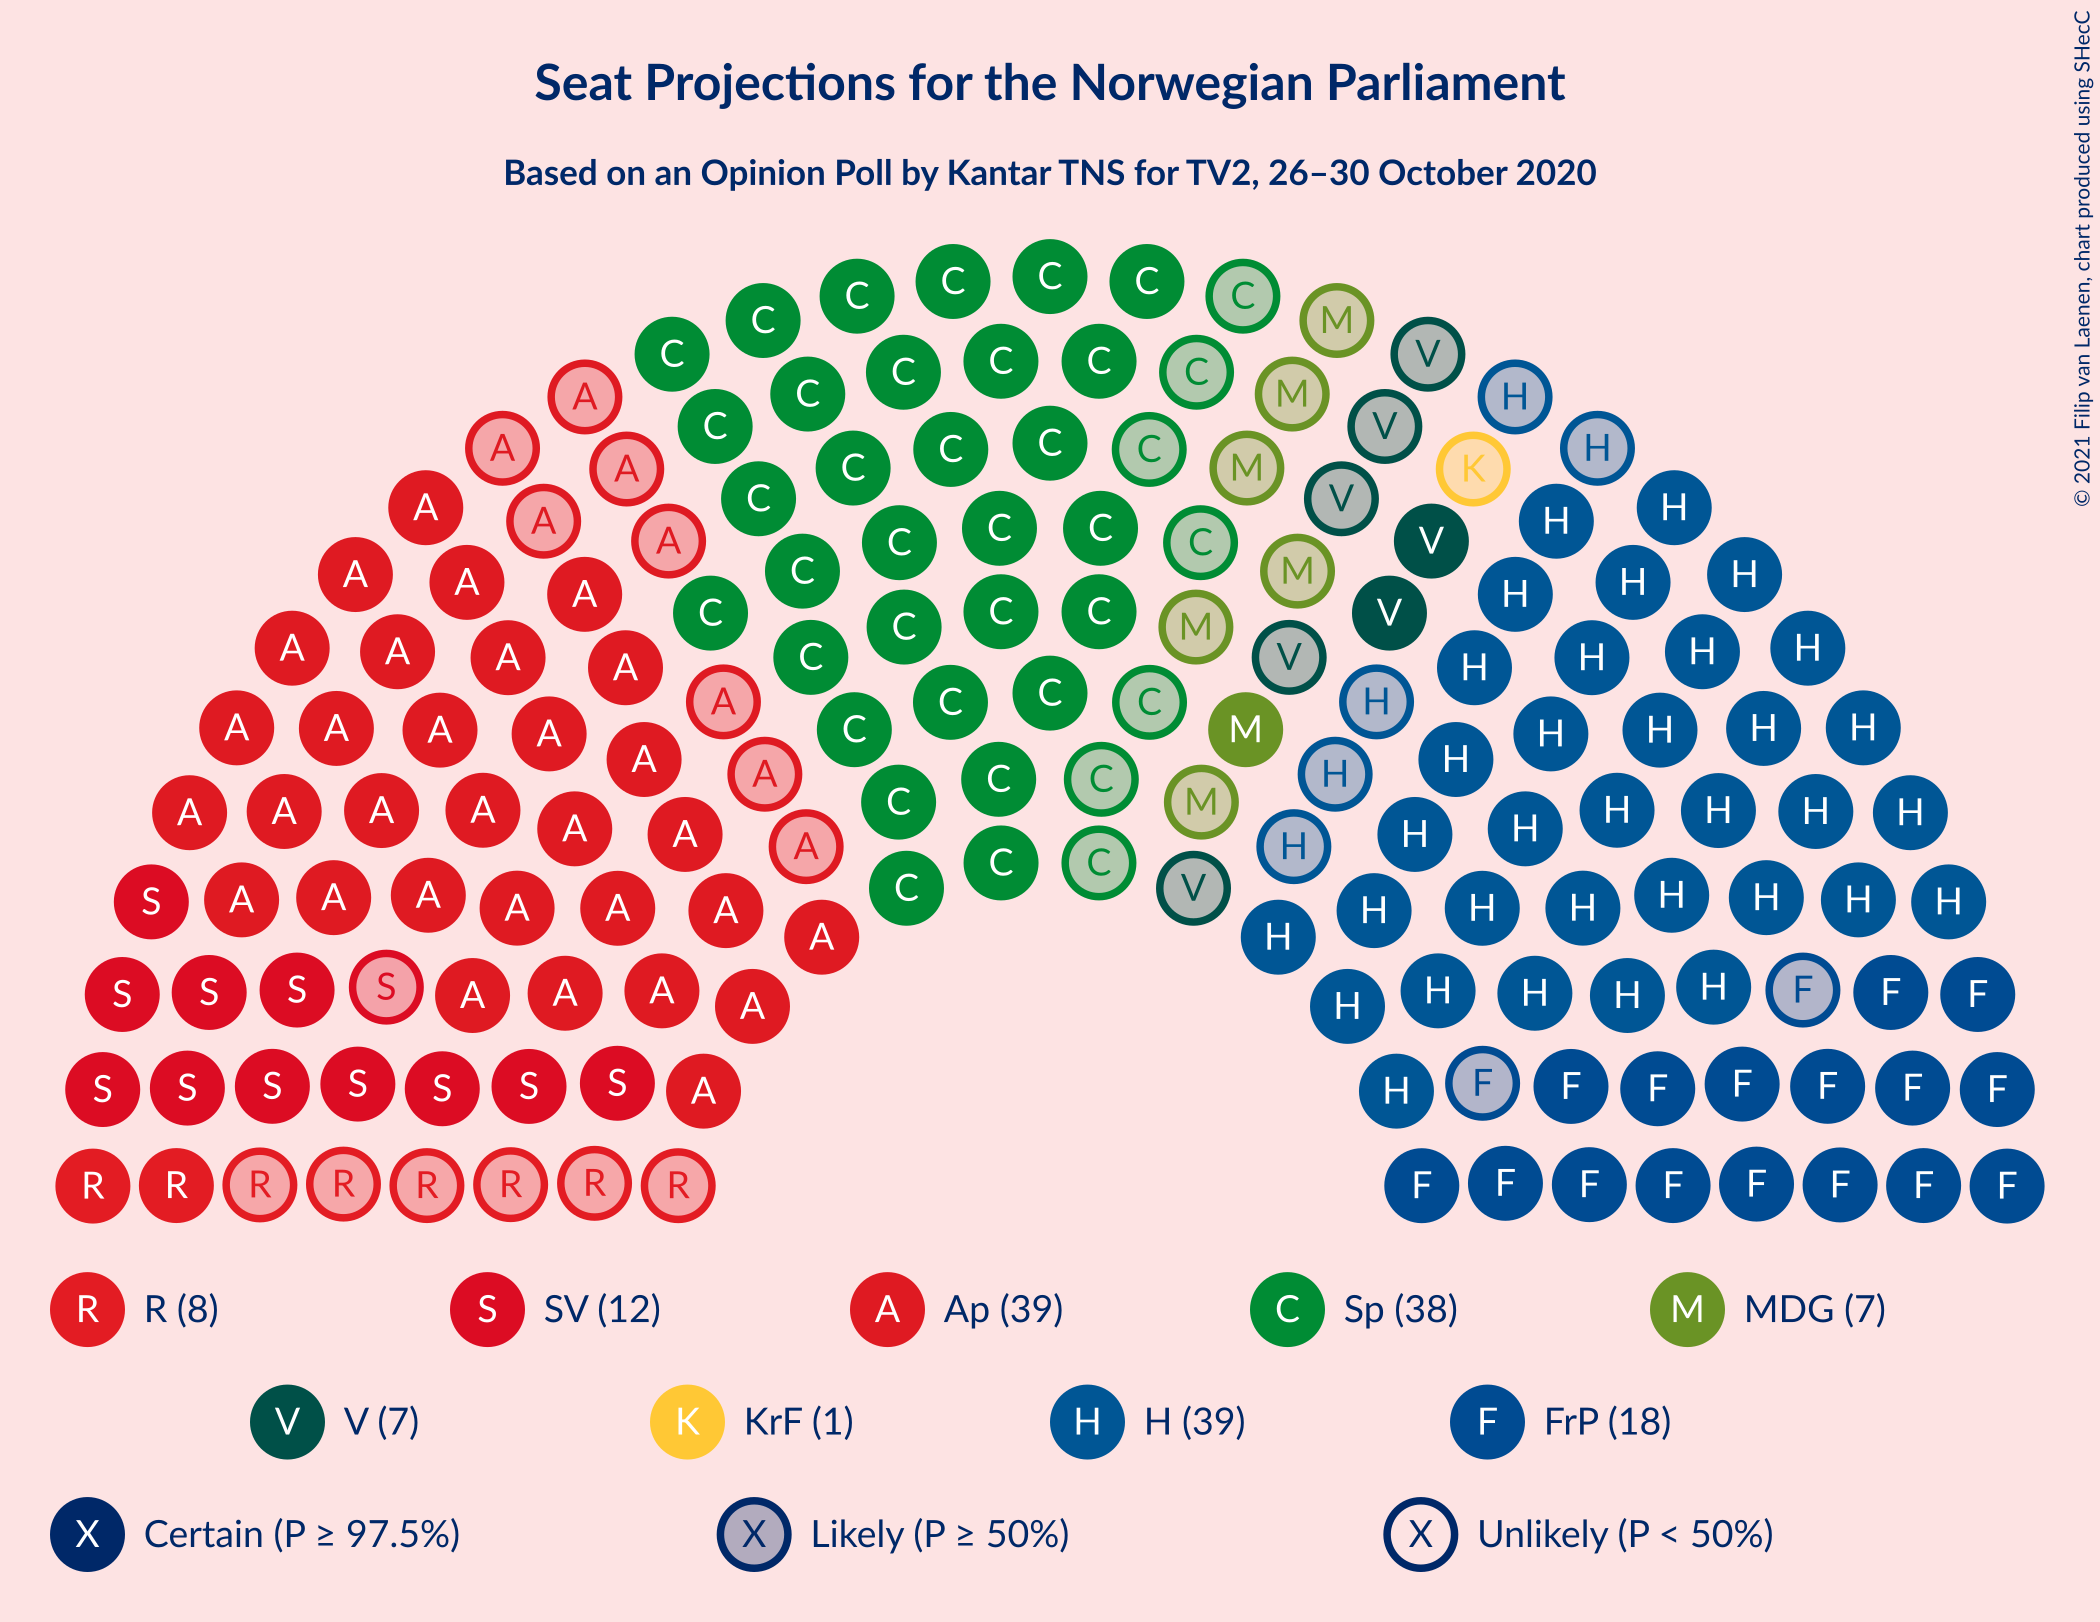 Seat Projections for the Norwegian Parliament
Based on an Opinion Poll by Kantar TNS for TV2, 26–30 October 2020
© 2021 Filip van Laenen, chart produced using SHecC
C C C C C C C M V
C C C C C C C M V H
A C C C C C M V K H
A A C C C C C M V H H
A A A C C C C M V H H H
A A A C C C C M V H H H H
A A A A C C C M H H H H H
A A A A A C C M H H H H H H
A A A A A A C C V H H H H H H
A A A A A A A H H H H H H H
S A A A A A A A H H H H H H H H
S S S S A A A A H H H H H F F F
S S S S S S S A H F F F F F F F
R R R R R R R R F F F F F F F F
R R (8) S SV (12) A Ap (39) C Sp (38) M MDG (7)
V V (7) K KrF (1) H H (39) F FrP (18)
X Certain (P ≥ 97.5%) X Likely (P ≥ 50%) X Unlikely (P < 50%)